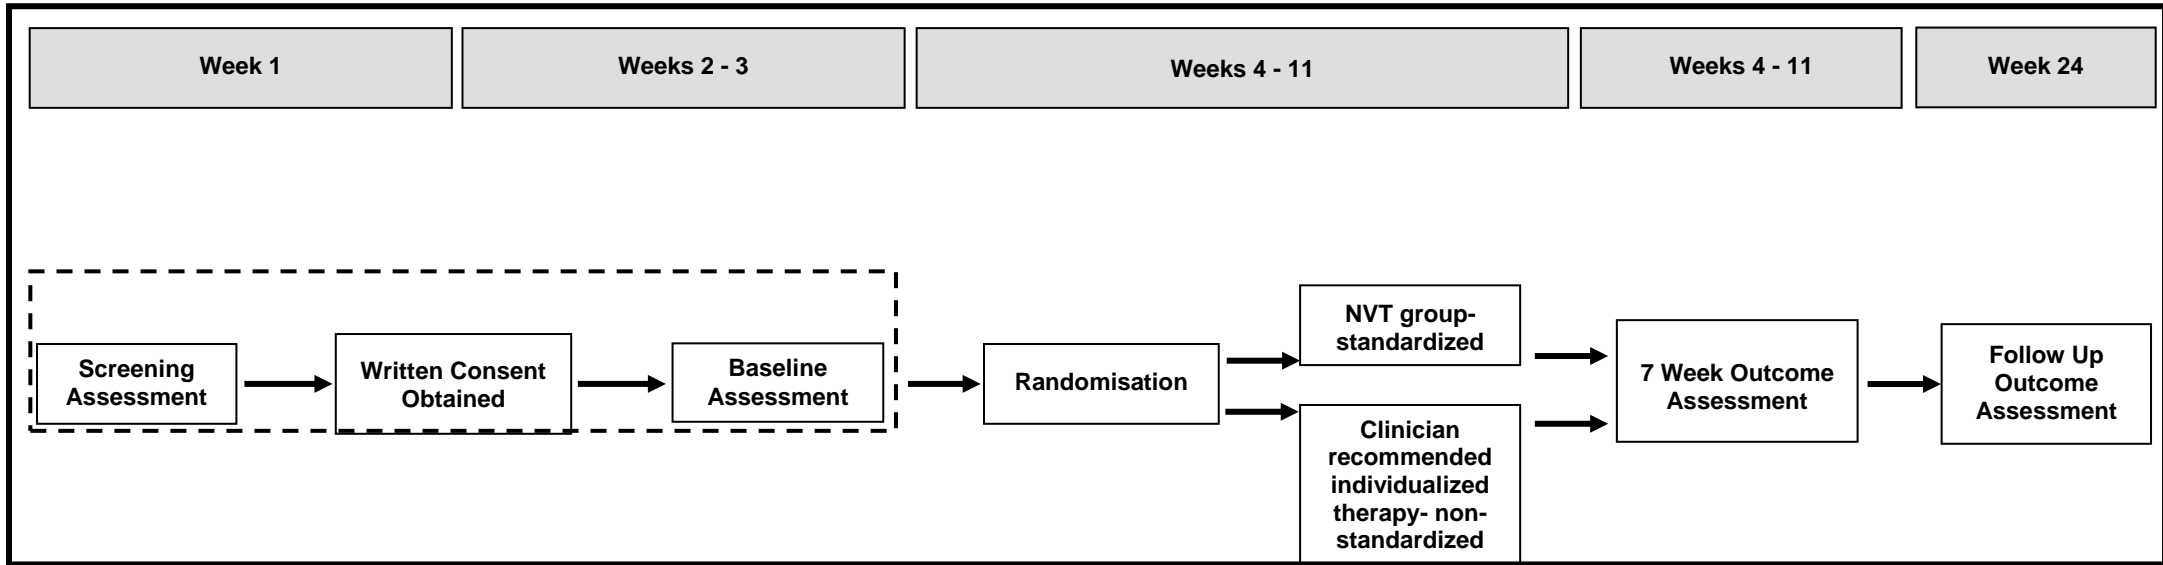 Week 1
Weeks 2 - 3
Weeks 4 - 11
Weeks 4 - 11
Week 24
Screening
Assessment
Written Consent
Obtained
Baseline
Assessment
Randomisation
NVT group-
standardized
Clinician
recommended
individualized
therapy- non-
standardized
7 Week Outcome
Assessment
Follow Up
Outcome
Assessment